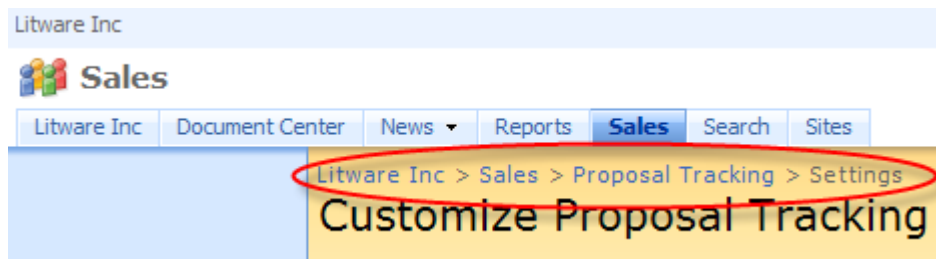 Litware Inc
Sales
Litware Inc Document Center News Reports Sales Search Sites
Litware Inc > Sales > Proposal Tracking > Settings
Customize Proposal Tracking